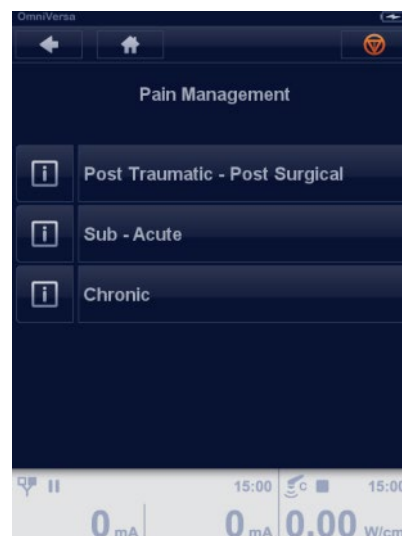 OmniVersa
Pain Management
Post Traumatic - Post Surgical
Sub - Acute
Chronic
15:00 C 15:00
0 mA 0 mA 0.00 W/cm